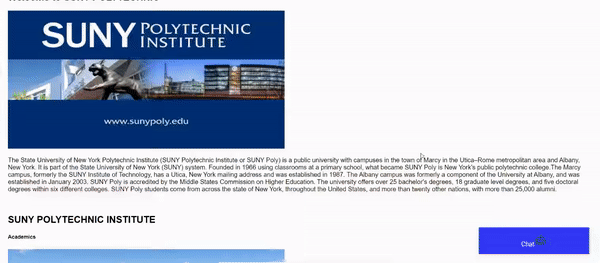 SUNY POLYTECHNIC
INSTITUTE
www.sunypoly.edu
The State University of New York Polytechnic Institute (SUNY Polytechnic Institute or SUNY Poly) is a public university with campuses in the town of Marcy in the Utica–Rome metropolitan area and Albany,
New York. It is part of the State University of New York (SUNY) system. Founded in 1966 using classrooms at a primary school, what became SUNY Poly is New York's public polytechnic college.The Marcy
campus, formerly the SUNY Institute of Technology, has a Utica, New York mailing address and was established in 1987. The Albany campus was formerly a component of the University at Albany, and was
established in January 2003. SUNY Poly is accredited by the Middle States Commission on Higher Education. The university offers over 25 bachelor's degrees, 18 graduate level degrees, and five doctoral
degrees within six different colleges. SUNY Poly students come from across the state of New York, throughout the United States, and more than twenty other nations, with more than 25,000 alumni.
SUNY POLYTECHNIC INSTITUTE
Academics
Chat